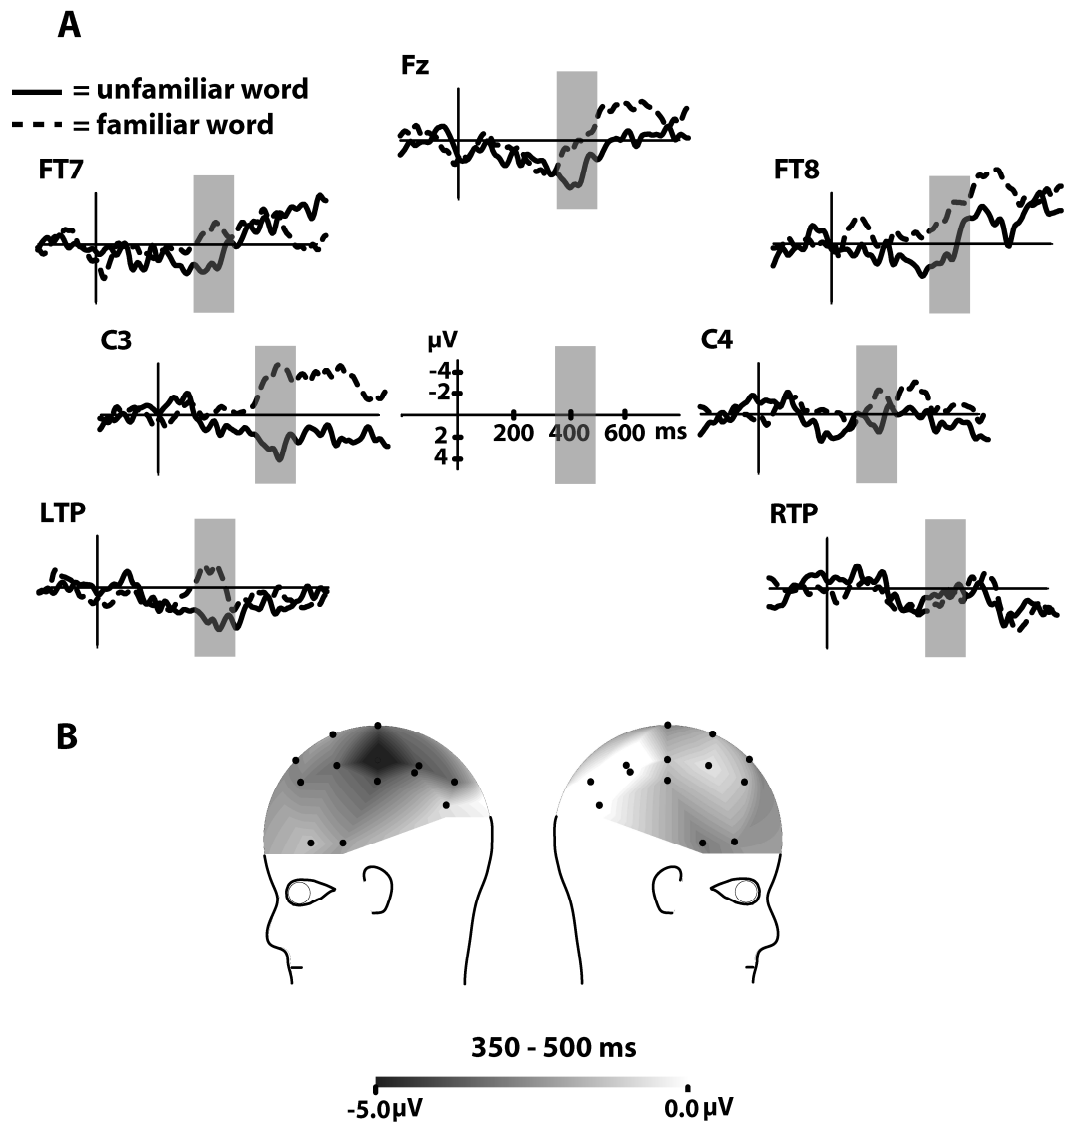 A
Fz
= unfamiliar word
= familiar word
FT7
FT8
C3
µV
C4
-4
-2
200 400 600 ms
2
4
LTP
RTP
B
350 - 500 ms
-5.0µV
0.0µV